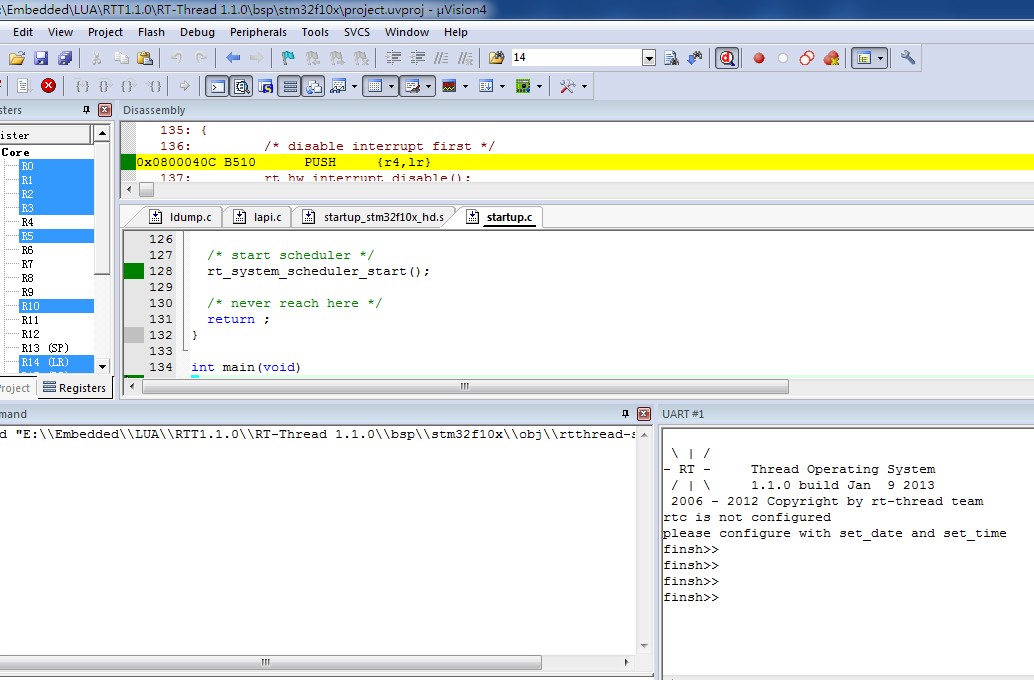 :\Embedded\LUA\RTT1.1.0\RT-Thread 1.1.0\bsp\stm32f10x\project.uvproj - µVision4
Edit View Project Flash Debug Peripherals Tools SVCS Window Help
14
sters
Disassembly
ister
Core
R0
R1
R2
R3
R4
R5
R6
R7
R8
R9
R10
R11
R12
R13 (SP)
R14 (LR)
Project Registers
135: {
136: /* disable interrupt first */
0x0800040C B510 PUSH {r4,lr}
137: rt_hw_interrupt_disable();
ldump.c lapi.c startup_stm32f10x_hd.s startup.c
126
127 /* start scheduler */
128 rt_system_scheduler_start();
129
130 /* never reach here */
131 return ;
132 }
133
134 int main(void)
mand
d "E:\\Embedded\\LUA\\RTT1.1.0\\RT-Thread 1.1.0\\bsp\\stm32f10x\\obj\\rtthread-s
UART #1
\ | /
- RT - Thread Operating System
/ | \ 1.1.0 build Jan 9 2013
2006 - 2012 Copyright by rt-thread team
rtc is not configured
please configure with set_date and set_time
finsh>>
finsh>>
finsh>>
finsh>>